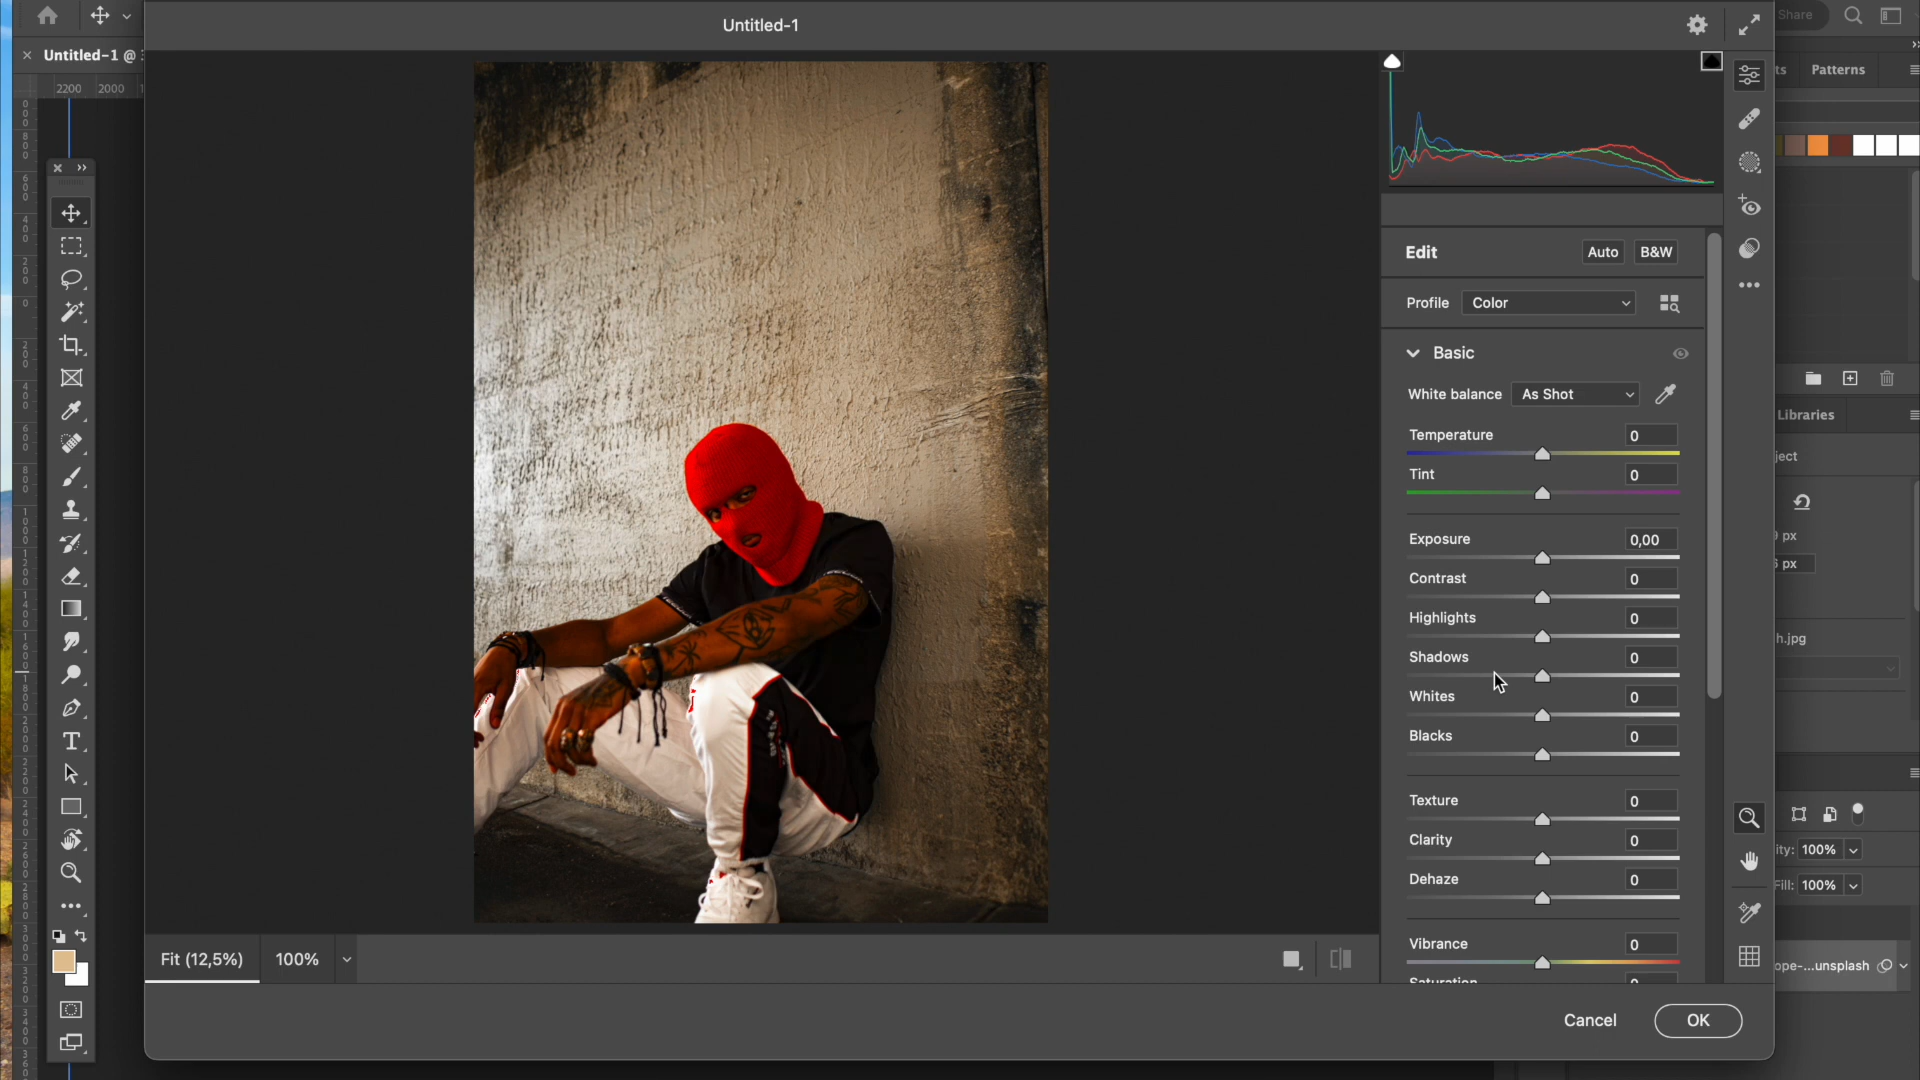 Untitled-1
Share
Untitled-1 @
2200 2000
Patterns
Edit
Auto
B&W
Profile
Color
Basic
White balance
As Shot
Temperature
0
Tint
0
Exposure
0,00
Contrast
0
Highlights
0
Shadows
0
Whites
0
Blacks
0
Texture
0
Clarity
0
Dehaze
0
Vibrance
0
Saturation
0
Libraries
ject
px
px
h.jpg
ity: 100%
Fill: 100%
ope-...unsplash
Fit (12,5%)
100%
Cancel
OK